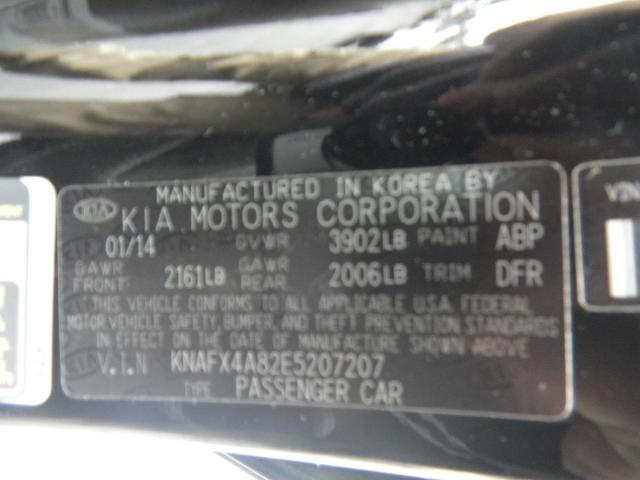 MANUFACTURED IN KOREA BY
KIA KIA MOTORS CORPORATION
01/14 GVWR 3902LB PAINT ABP
GAWR FRONT 2161LB GAWR REAR 2006LB TRIM DFR
THIS VEHICLE CONFORMS TO ALL APPLICABLE U.S.A. FEDERAL
MOTOR VEHICLE SAFETY, BUMPER, AND THEFT PREVENTION STANDARDS
IN EFFECT ON THE DATE OF MANUFACTURE SHOWN ABOVE.
V.I.N KNAFX4A82E5207207
TYPE PASSENGER CAR